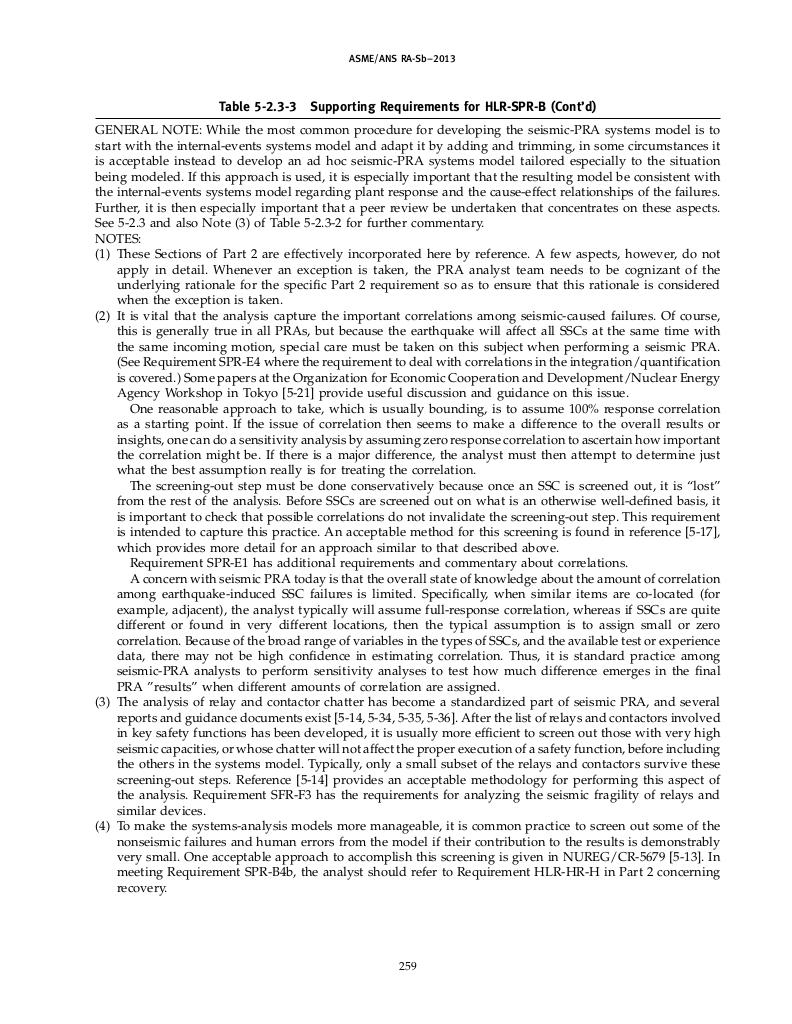 ASME/ANS RA-Sb–2013
Table 5-2.3-3 Supporting Requirements for HLR-SPR-B (Cont'd)
GENERAL NOTE: While the most common procedure for developing the seismic-PRA systems model is to
start with the internal-events systems model and adapt it by adding and trimming, in some circumstances it
is acceptable instead to develop an ad hoc seismic-PRA systems model tailored especially to the situation
being modeled. If this approach is used, it is especially important that the resulting model be consistent with
the internal-events systems model regarding plant response and the cause-effect relationships of the failures.
Further, it is then especially important that a peer review be undertaken that concentrates on these aspects.
See 5-2.3 and also Note (3) of Table 5-2.3-2 for further commentary.
NOTES:
(1) These Sections of Part 2 are effectively incorporated here by reference. A few aspects, however, do not
apply in detail. Whenever an exception is taken, the PRA analyst team needs to be cognizant of the
underlying rationale for the specific Part 2 requirement so as to ensure that this rationale is considered
when the exception is taken.
(2) It is vital that the analysis capture the important correlations among seismic-caused failures. Of course,
this is generally true in all PRAs, but because the earthquake will affect all SSCs at the same time with
the same incoming motion, special care must be taken on this subject when performing a seismic PRA.
(See Requirement SPR-E4 where the requirement to deal with correlations in the integration/quantification
is covered.) Some papers at the Organization for Economic Cooperation and Development/Nuclear Energy
Agency Workshop in Tokyo [5-21] provide useful discussion and guidance on this issue.
One reasonable approach to take, which is usually bounding, is to assume 100% response correlation
as a starting point. If the issue of correlation then seems to make a difference to the overall results or
insights, one can do a sensitivity analysis by assuming zero response correlation to ascertain how important
the correlation might be. If there is a major difference, the analyst must then attempt to determine just
what the best assumption really is for treating the correlation.
The screening-out step must be done conservatively because once an SSC is screened out, it is “lost”
from the rest of the analysis. Before SSCs are screened out on what is an otherwise well-defined basis, it
is important to check that possible correlations do not invalidate the screening-out step. This requirement
is intended to capture this practice. An acceptable method for this screening is found in reference [5-17],
which provides more detail for an approach similar to that described above.
Requirement SPR-E1 has additional requirements and commentary about correlations.
A concern with seismic PRA today is that the overall state of knowledge about the amount of correlation
among earthquake-induced SSC failures is limited. Specifically, when similar items are co-located (for
example, adjacent), the analyst typically will assume full-response correlation, whereas if SSCs are quite
different or found in very different locations, then the typical assumption is to assign small or zero
correlation. Because of the broad range of variables in the types of SSCs, and the available test or experience
data, there may not be high confidence in estimating correlation. Thus, it is standard practice among
seismic-PRA analysts to perform sensitivity analyses to test how much difference emerges in the final
PRA ”results” when different amounts of correlation are assigned.
(3) The analysis of relay and contactor chatter has become a standardized part of seismic PRA, and several
reports and guidance documents exist [5-14, 5-34, 5-35, 5-36]. After the list of relays and contactors involved
in key safety functions has been developed, it is usually more efficient to screen out those with very high
seismic capacities, or whose chatter will not affect the proper execution of a safety function, before including
the others in the systems model. Typically, only a small subset of the relays and contactors survive these
screening-out steps. Reference [5-14] provides an acceptable methodology for performing this aspect of
the analysis. Requirement SFR-F3 has the requirements for analyzing the seismic fragility of relays and
similar devices.
(4) To make the systems-analysis models more manageable, it is common practice to screen out some of the
nonseismic failures and human errors from the model if their contribution to the results is demonstrably
very small. One acceptable approach to accomplish this screening is given in NUREG/CR-5679 [5-13]. In
meeting Requirement SPR-B4b, the analyst should refer to Requirement HLR-HR-H in Part 2 concerning
recovery.
259